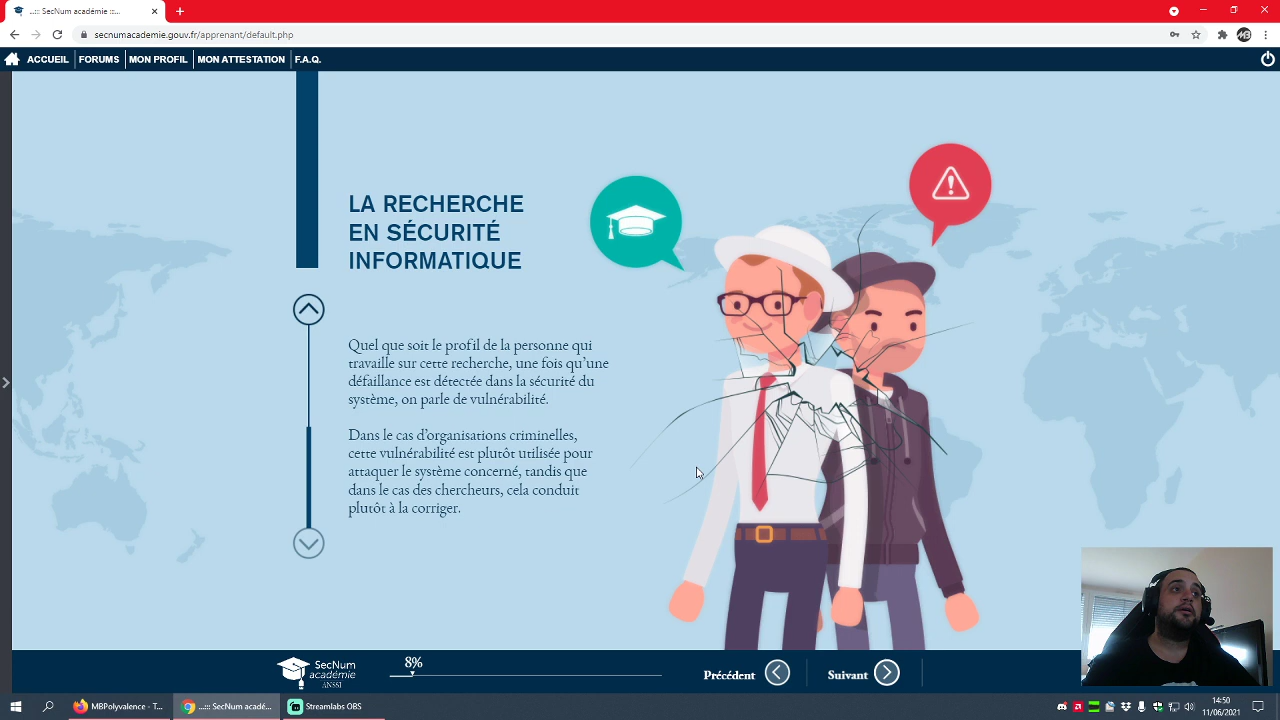 ..:: SecNum académie ::...
secnumacademie.gouv.fr/apprenant/default.php
ACCUEIL
FORUMS
MON PROFIL
MON ATTESTATION
F.A.Q.
LA RECHERCHE
EN SÉCURITÉ
INFORMATIQUE
Quel que soit le profil de la personne qui
travaille sur cette recherche, une fois qu’une
défaillance est détectée dans la sécurité du
système, on parle de vulnérabilité.
Dans le cas d’organisations criminelles,
cette vulnérabilité est plutôt utilisée pour
attaquer le système concerné, tandis que
dans le cas des chercheurs, cela conduit
plutôt à la corriger.
SecNum
académie
ANSSI
8%
Précédent
Suivant
MBPolyvalence - T...
..::: SecNum acadé...
Streamlabs OBS
14:50
11/06/2021